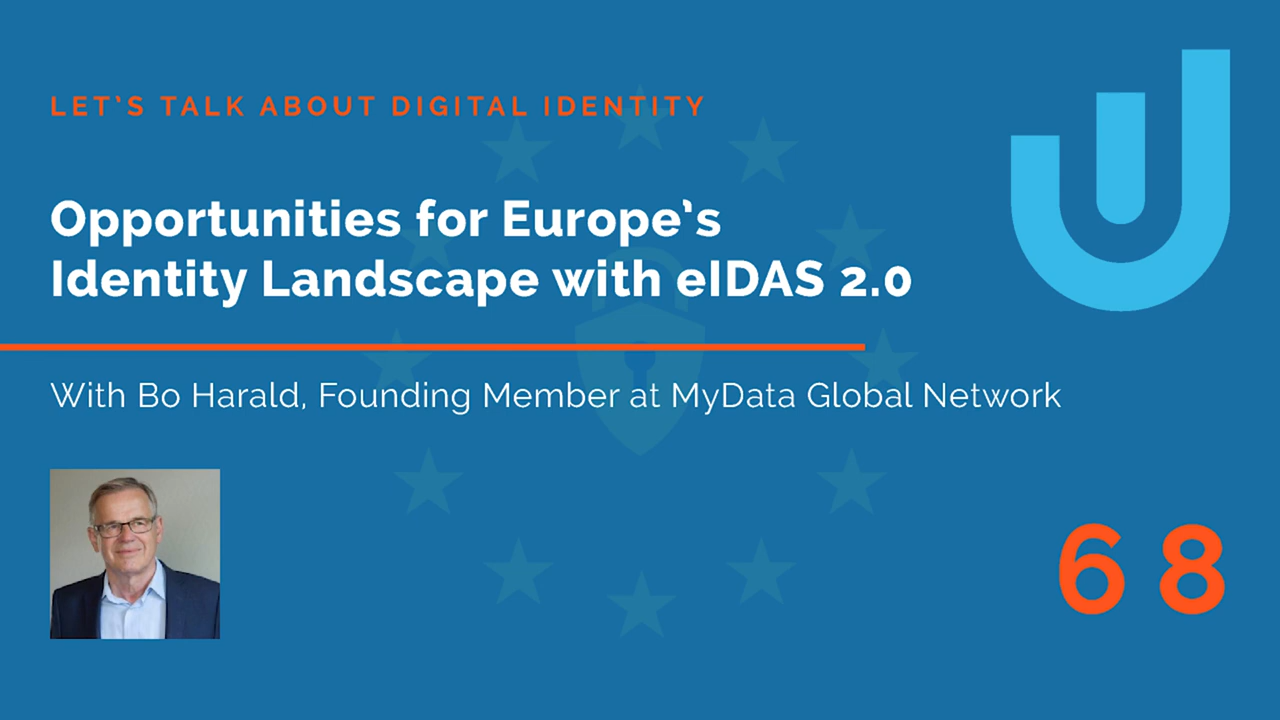 LET'S TALK ABOUT DIGITAL IDENTITY
Opportunities for Europe's
Identity Landscape with eIDAS 2.0
With Bo Harald, Founding Member at MyData Global Network
68